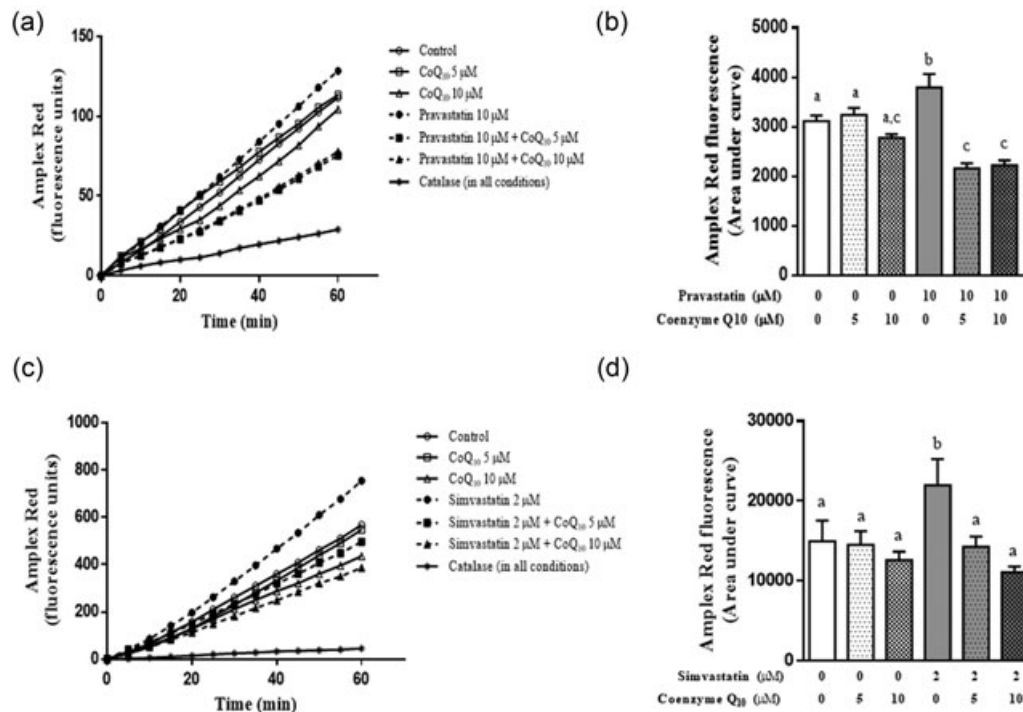 (a)
Amplex Red
(fluorescence units)
150
100
50
0
0 20 40 60
Time (min)
Control
CoQ₁₀ 5 μM
CoQ₁₀ 10 μM
Pravastatin 10 μM
Pravastatin 10 μM + CoQ₁₀ 5 μM
Pravastatin 10 μM + CoQ₁₀ 10 μM
Catalase (in all conditions)
(b)
Amplex Red fluorescence
(Area under curve)
5000
4000
3000
2000
1000
0
a a a,c b c c
Pravastatin (μM) 0 0 0 10 10 10
Coenzyme Q10 (μM) 0 5 10 0 5 10
(c)
Amplex Red
(fluorescence units)
1000
800
600
400
200
0
0 20 40 60
Time (min)
Control
CoQ₁₀ 5 μM
CoQ₁₀ 10 μM
Simvastatin 2 μM
Simvastatin 2 μM + CoQ₁₀ 5 μM
Simvastatin 2 μM + CoQ₁₀ 10 μM
Catalase (in all conditions)
(d)
Amplex Red fluorescence
(Area under curve)
30000
20000
10000
0
a a a b a a
Simvastatin (μM) 0 0 0 2 2 2
Coenzyme Q₁₀ (μM) 0 5 10 0 5 10